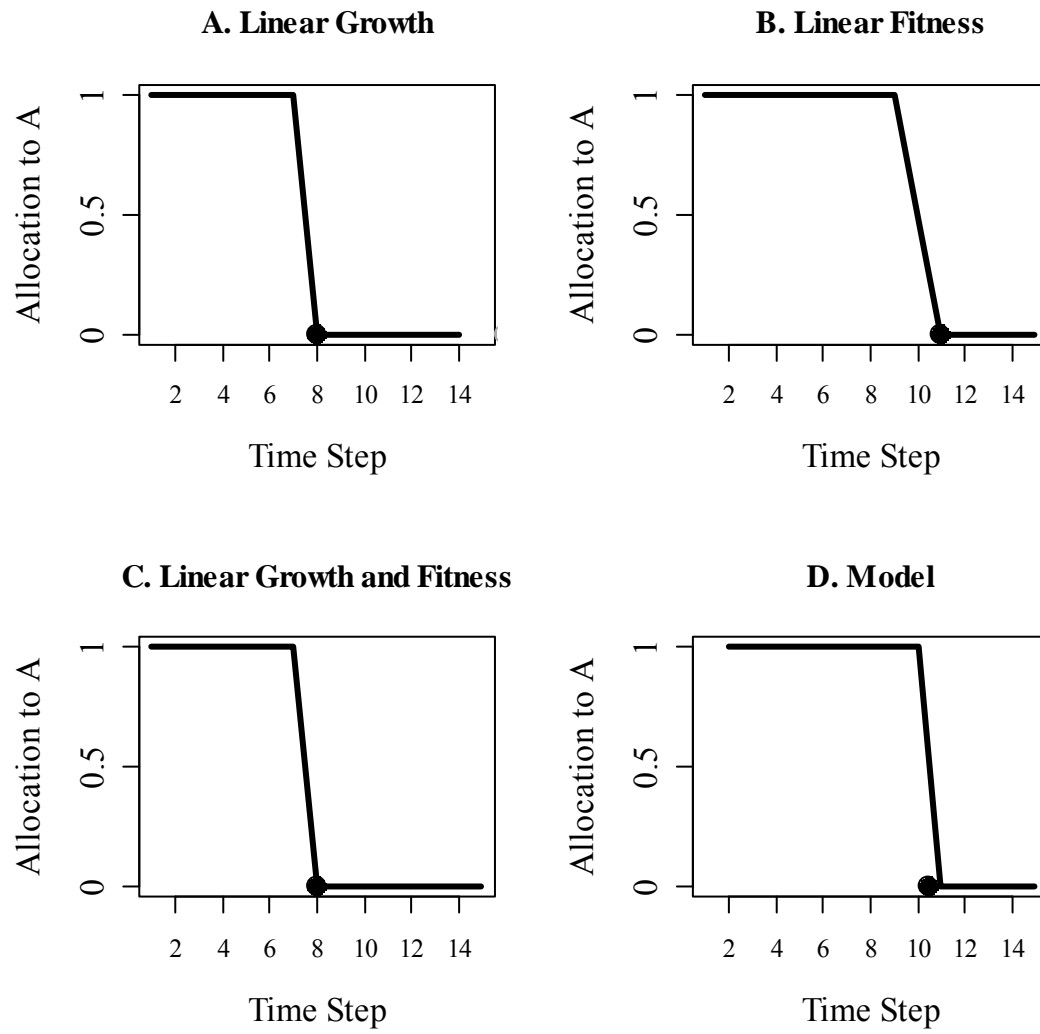 A. Linear Growth
Allocation to A
1
0.5
0
2 4 6 8 10 12 14
Time Step
B. Linear Fitness
Allocation to A
1
0.5
0
2 4 6 8 10 12 14
Time Step
C. Linear Growth and Fitness
Allocation to A
1
0.5
0
2 4 6 8 10 12 14
Time Step
D. Model
Allocation to A
1
0.5
0
2 4 6 8 10 12 14
Time Step